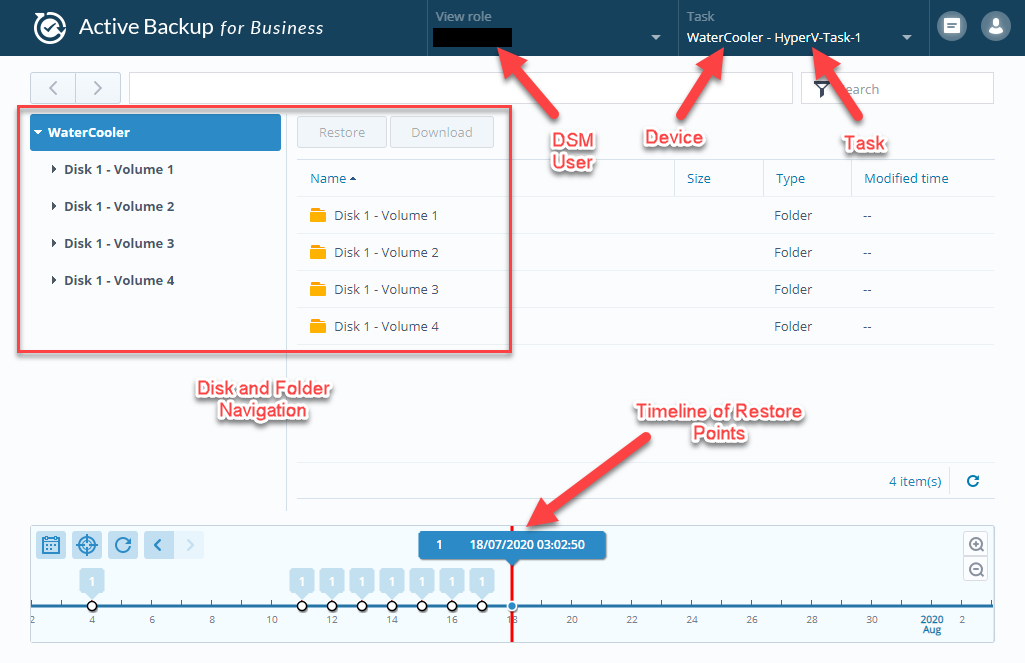 Active Backup for Business
View role
Task
WaterCooler - HyperV-Task-1
earch
DSM
User
Device
Task
WaterCooler
Disk 1 - Volume 1
Disk 1 - Volume 2
Disk 1 - Volume 3
Disk 1 - Volume 4
Restore
Download
Name
Size
Type
Modified time
Disk 1 - Volume 1
Folder
--
Disk 1 - Volume 2
Folder
--
Disk 1 - Volume 3
Folder
--
Disk 1 - Volume 4
Folder
--
Disk and Folder
Navigation
Timeline of Restore
Points
4 item(s)
1 18/07/2020 03:02:50
1 1 1 1 1 1 1 1
2 4 6 8 10 12 14 16 18 20 22 24 26 28 30 2020 2
Aug